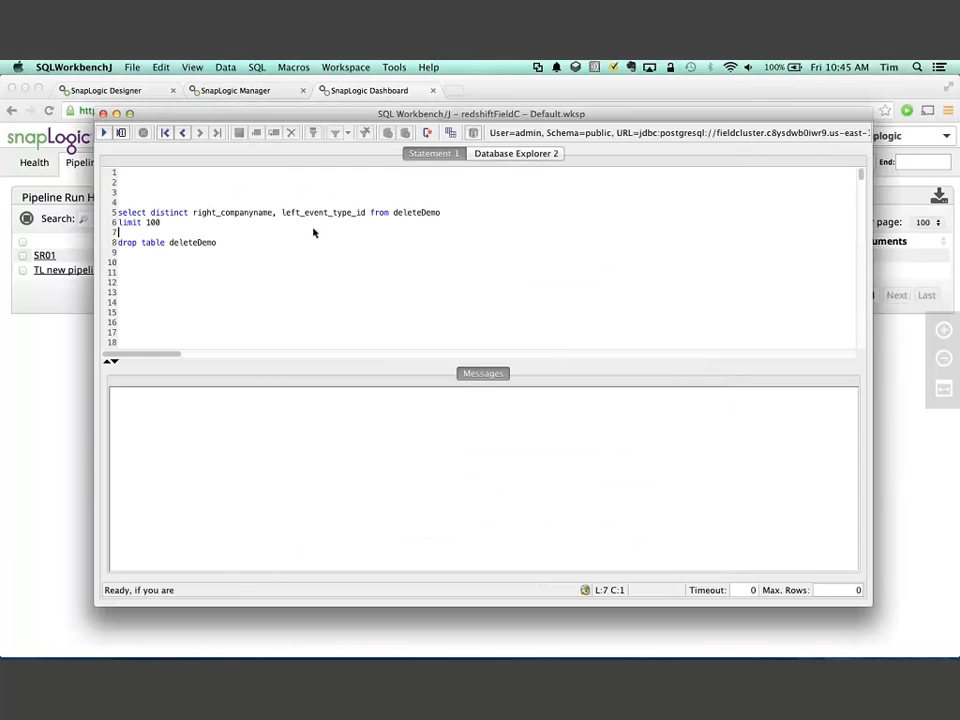 SQLWorkbenchJ File Edit View Data SQL Macros Workspace Tools Help 100% Fri 10:45 AM Tim
SnapLogic Designer SnapLogic Manager SnapLogic Dashboard
SQL Workbench/J - redshiftFieldC - Default.wksp
User=admin, Schema=public, URL=jdbc:postgresql://fieldcluster.c8ysdwb0iwr9.us-east-
snapLogic
plogic
Statement 1 Database Explorer 2
Health Pipelin
End:
Pipeline Run H
Search:
page: 100
uments
SR01
TL new pipeli
Next Last
1
2
3
4
5 select distinct right_companyname, left_event_type_id from deleteDemo
6 limit 100
7
8 drop table deleteDemo
9
10
11
12
13
14
15
16
17
18
Messages
Ready, if you are L:7 C:1 Timeout: 0 Max. Rows: 0